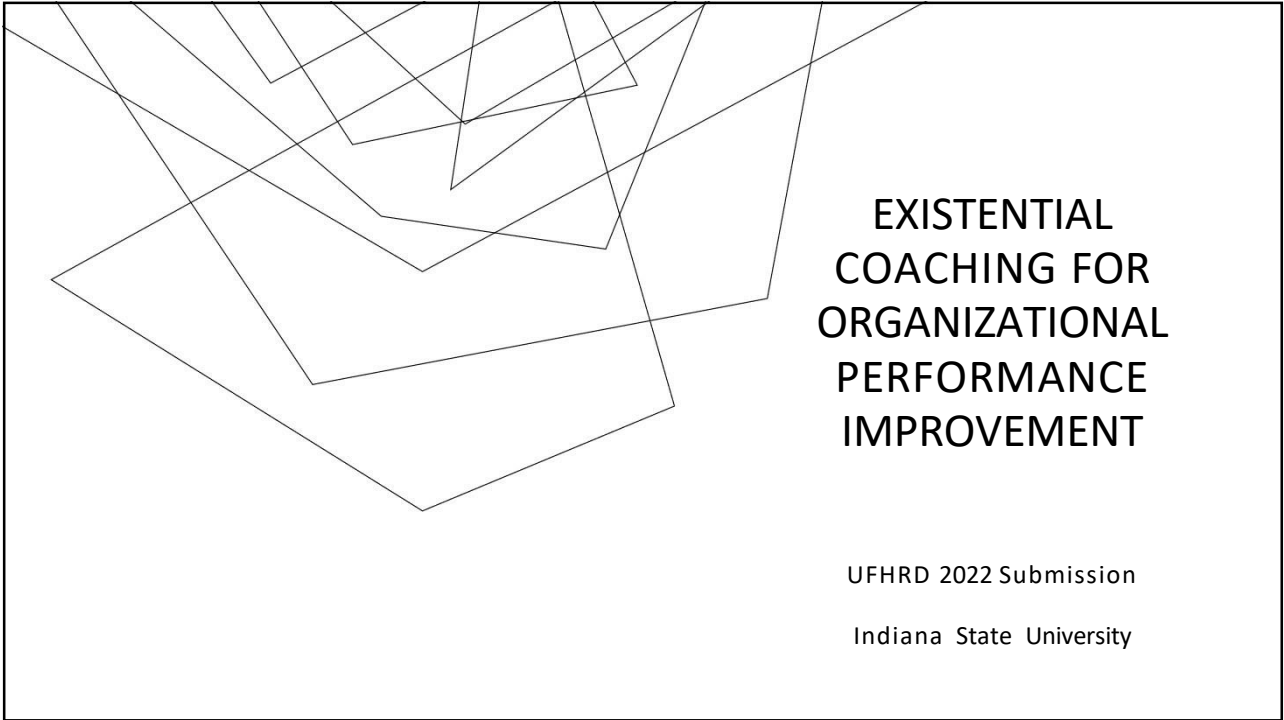 EXISTENTIAL
COACHING FOR
ORGANIZATIONAL
PERFORMANCE
IMPROVEMENT
UFHRD 2022 Submission
Indiana State University